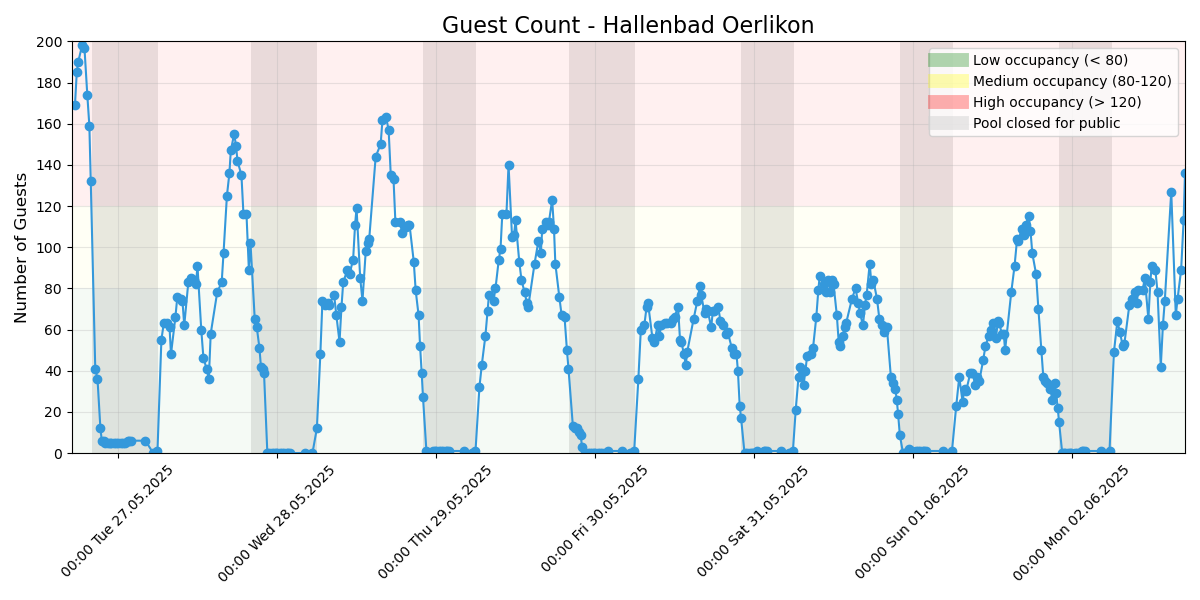 Guest Count - Hallenbad Oerlikon
Number of Guests
200
180
160
140
120
100
80
60
40
20
0
Low occupancy (< 80)
Medium occupancy (80-120)
High occupancy (> 120)
Pool closed for public
00:00 Tue 27.05.2025
00:00 Wed 28.05.2025
00:00 Thu 29.05.2025
00:00 Fri 30.05.2025
00:00 Sat 31.05.2025
00:00 Sun 01.06.2025
00:00 Mon 02.06.2025